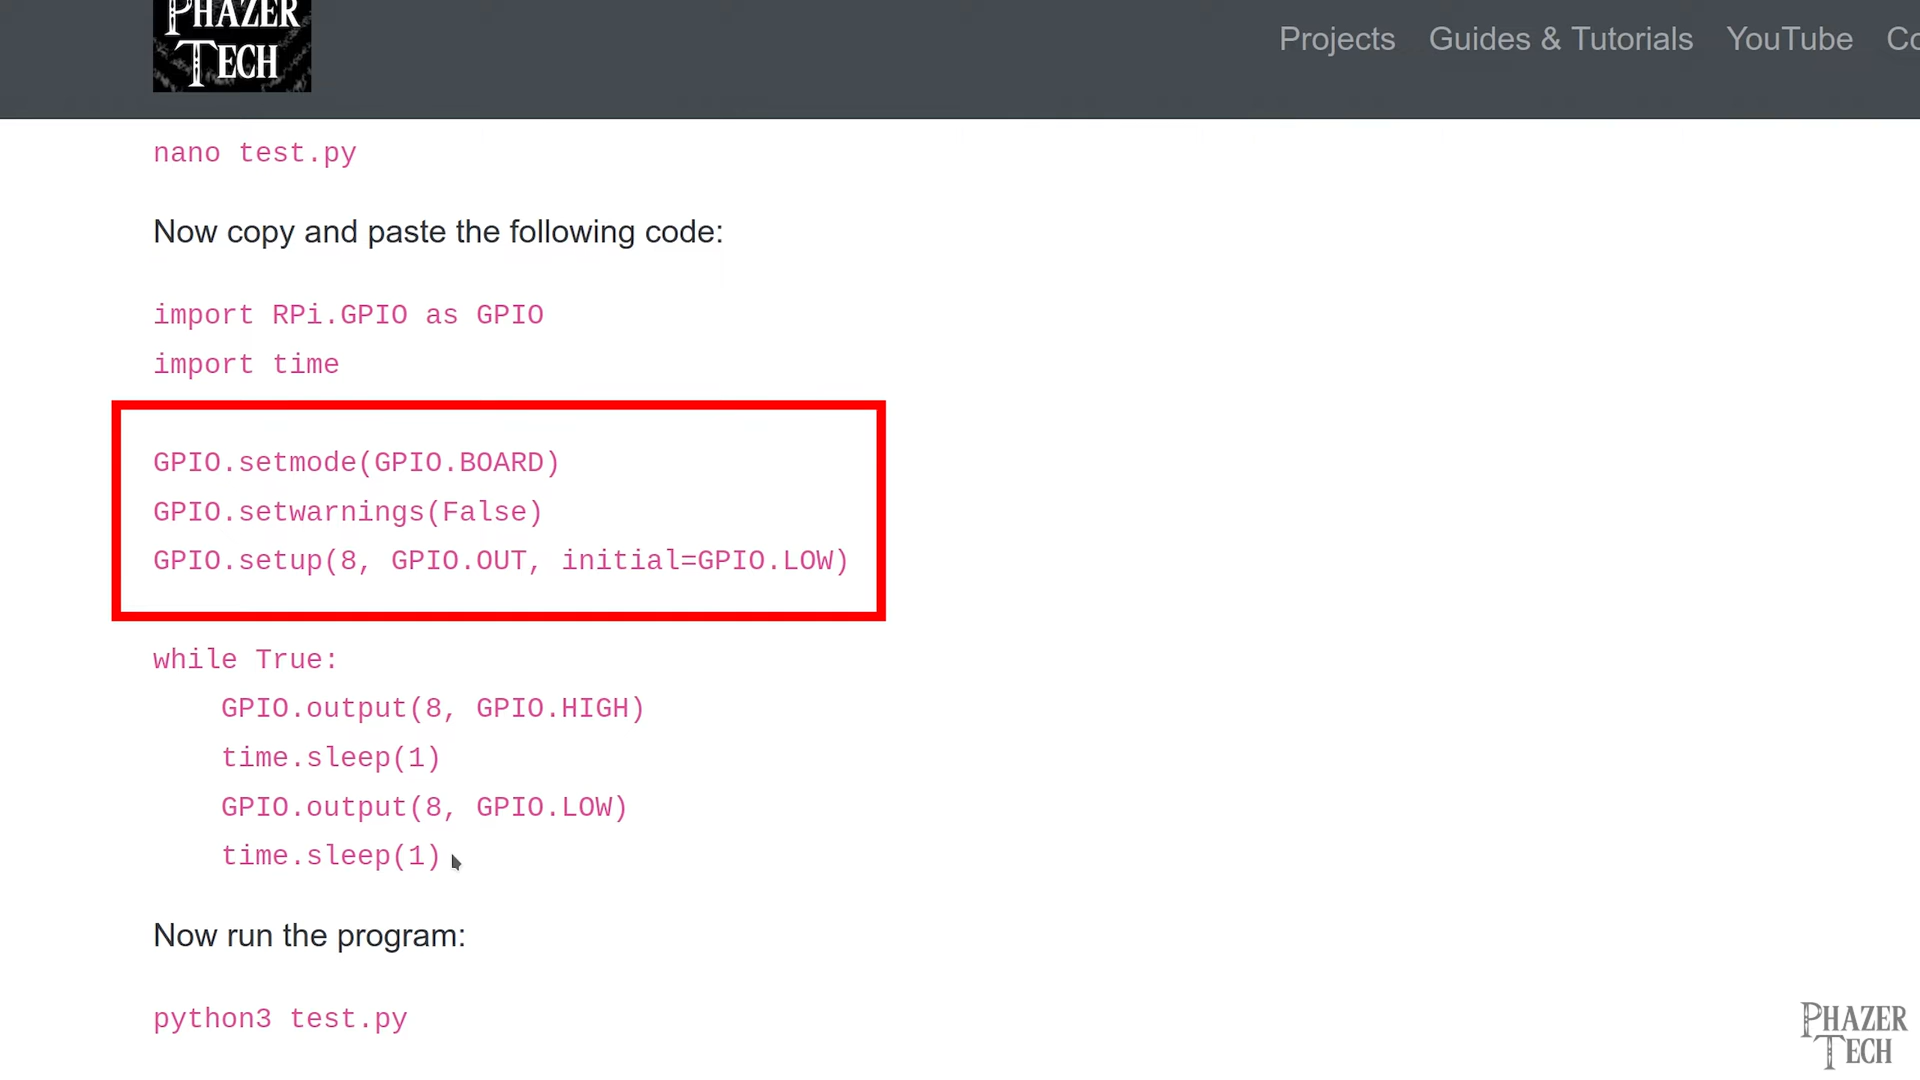 PHAZER
TECH
Projects Guides & Tutorials YouTube Co
nano test.py
Now copy and paste the following code:
import RPi.GPIO as GPIO
import time
GPIO.setmode(GPIO.BOARD)
GPIO.setwarnings(False)
GPIO.setup(8, GPIO.OUT, initial=GPIO.LOW)
while True:
    GPIO.output(8, GPIO.HIGH)
    time.sleep(1)
    GPIO.output(8, GPIO.LOW)
    time.sleep(1)
Now run the program:
python3 test.py
PHAZER
TECH